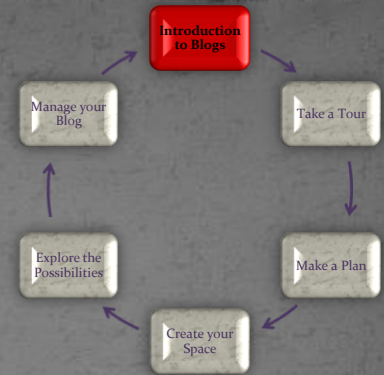 Introduction
to Blogs
Take a Tour
Make a Plan
Create your
Space
Explore the
Possibilities
Manage your
Blog